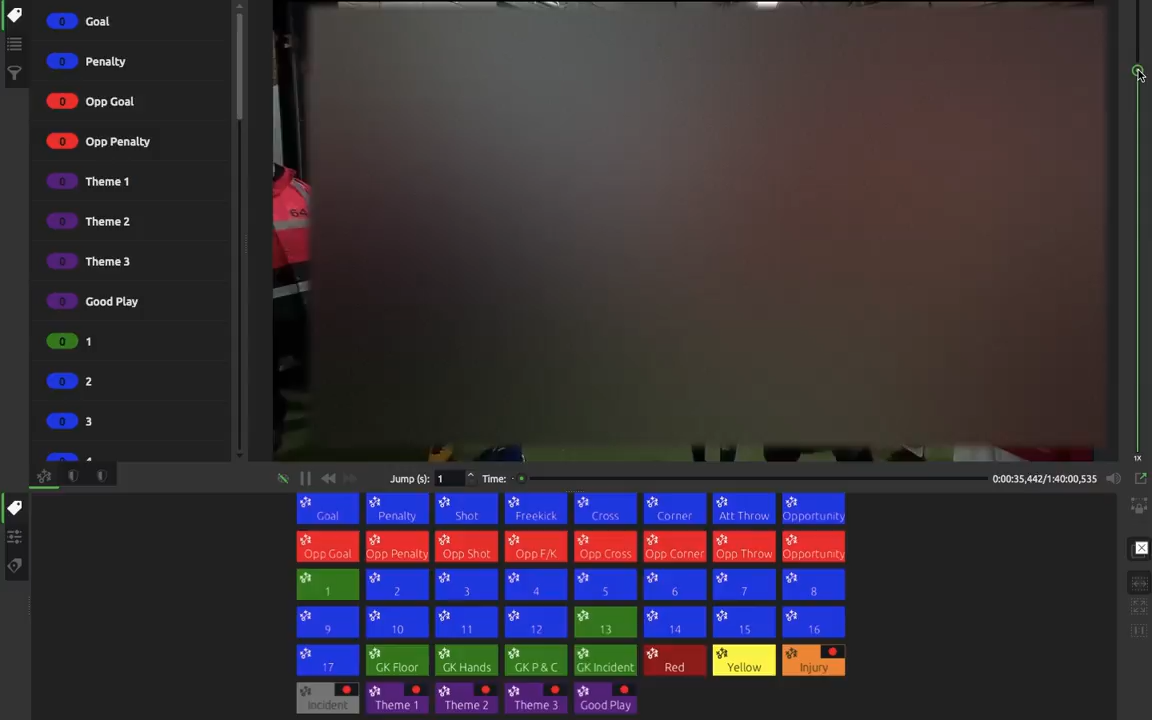 0 Goal
0 Penalty
0 Opp Goal
0 Opp Penalty
0 Theme 1
0 Theme 2
0 Theme 3
0 Good Play
0 1
0 2
0 3
1X
Jump (s): 1 Time: 0:00:35,442/1:40:00,535
Goal Penalty Shot Freekick Cross Corner Att Throw Opportunity
Opp Goal Opp Penalty Opp Shot Opp F/K Opp Cross Opp Corner Opp Throw Opportunity
1 2 3 4 5 6 7 8
9 10 11 12 13 14 15 16
17 GK Floor GK Hands GK P & C GK Incident Red Yellow Injury
Incident Theme 1 Theme 2 Theme 3 Good Play